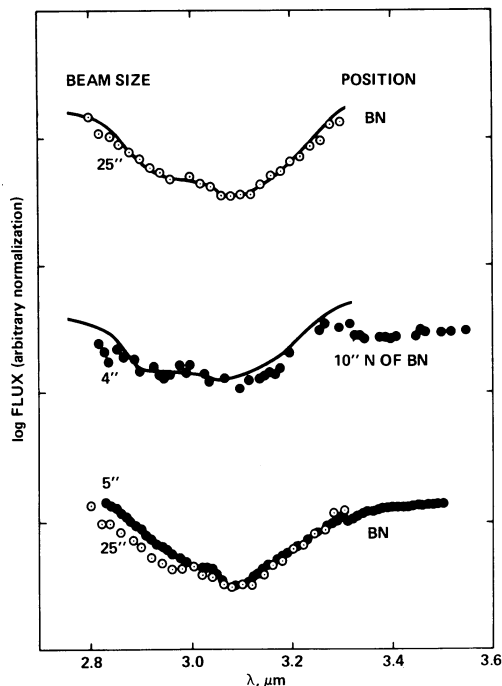 BEAM SIZE POSITION
BN
25''
4''
10'' N OF BN
5''
25''
BN
log FLUX (arbitrary normalization)
2.8 3.0 3.2 3.4 3.6
λ, μm